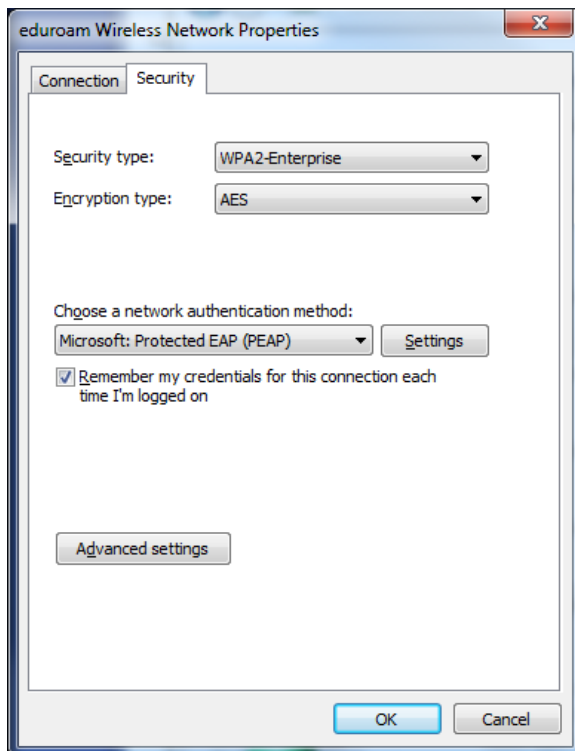 eduroam Wireless Network Properties
Connection Security
Security type: WPA2-Enterprise
Encryption type: AES
Choose a network authentication method:
Microsoft: Protected EAP (PEAP) Settings
Remember my credentials for this connection each
time I'm logged on
Advanced settings
OK Cancel